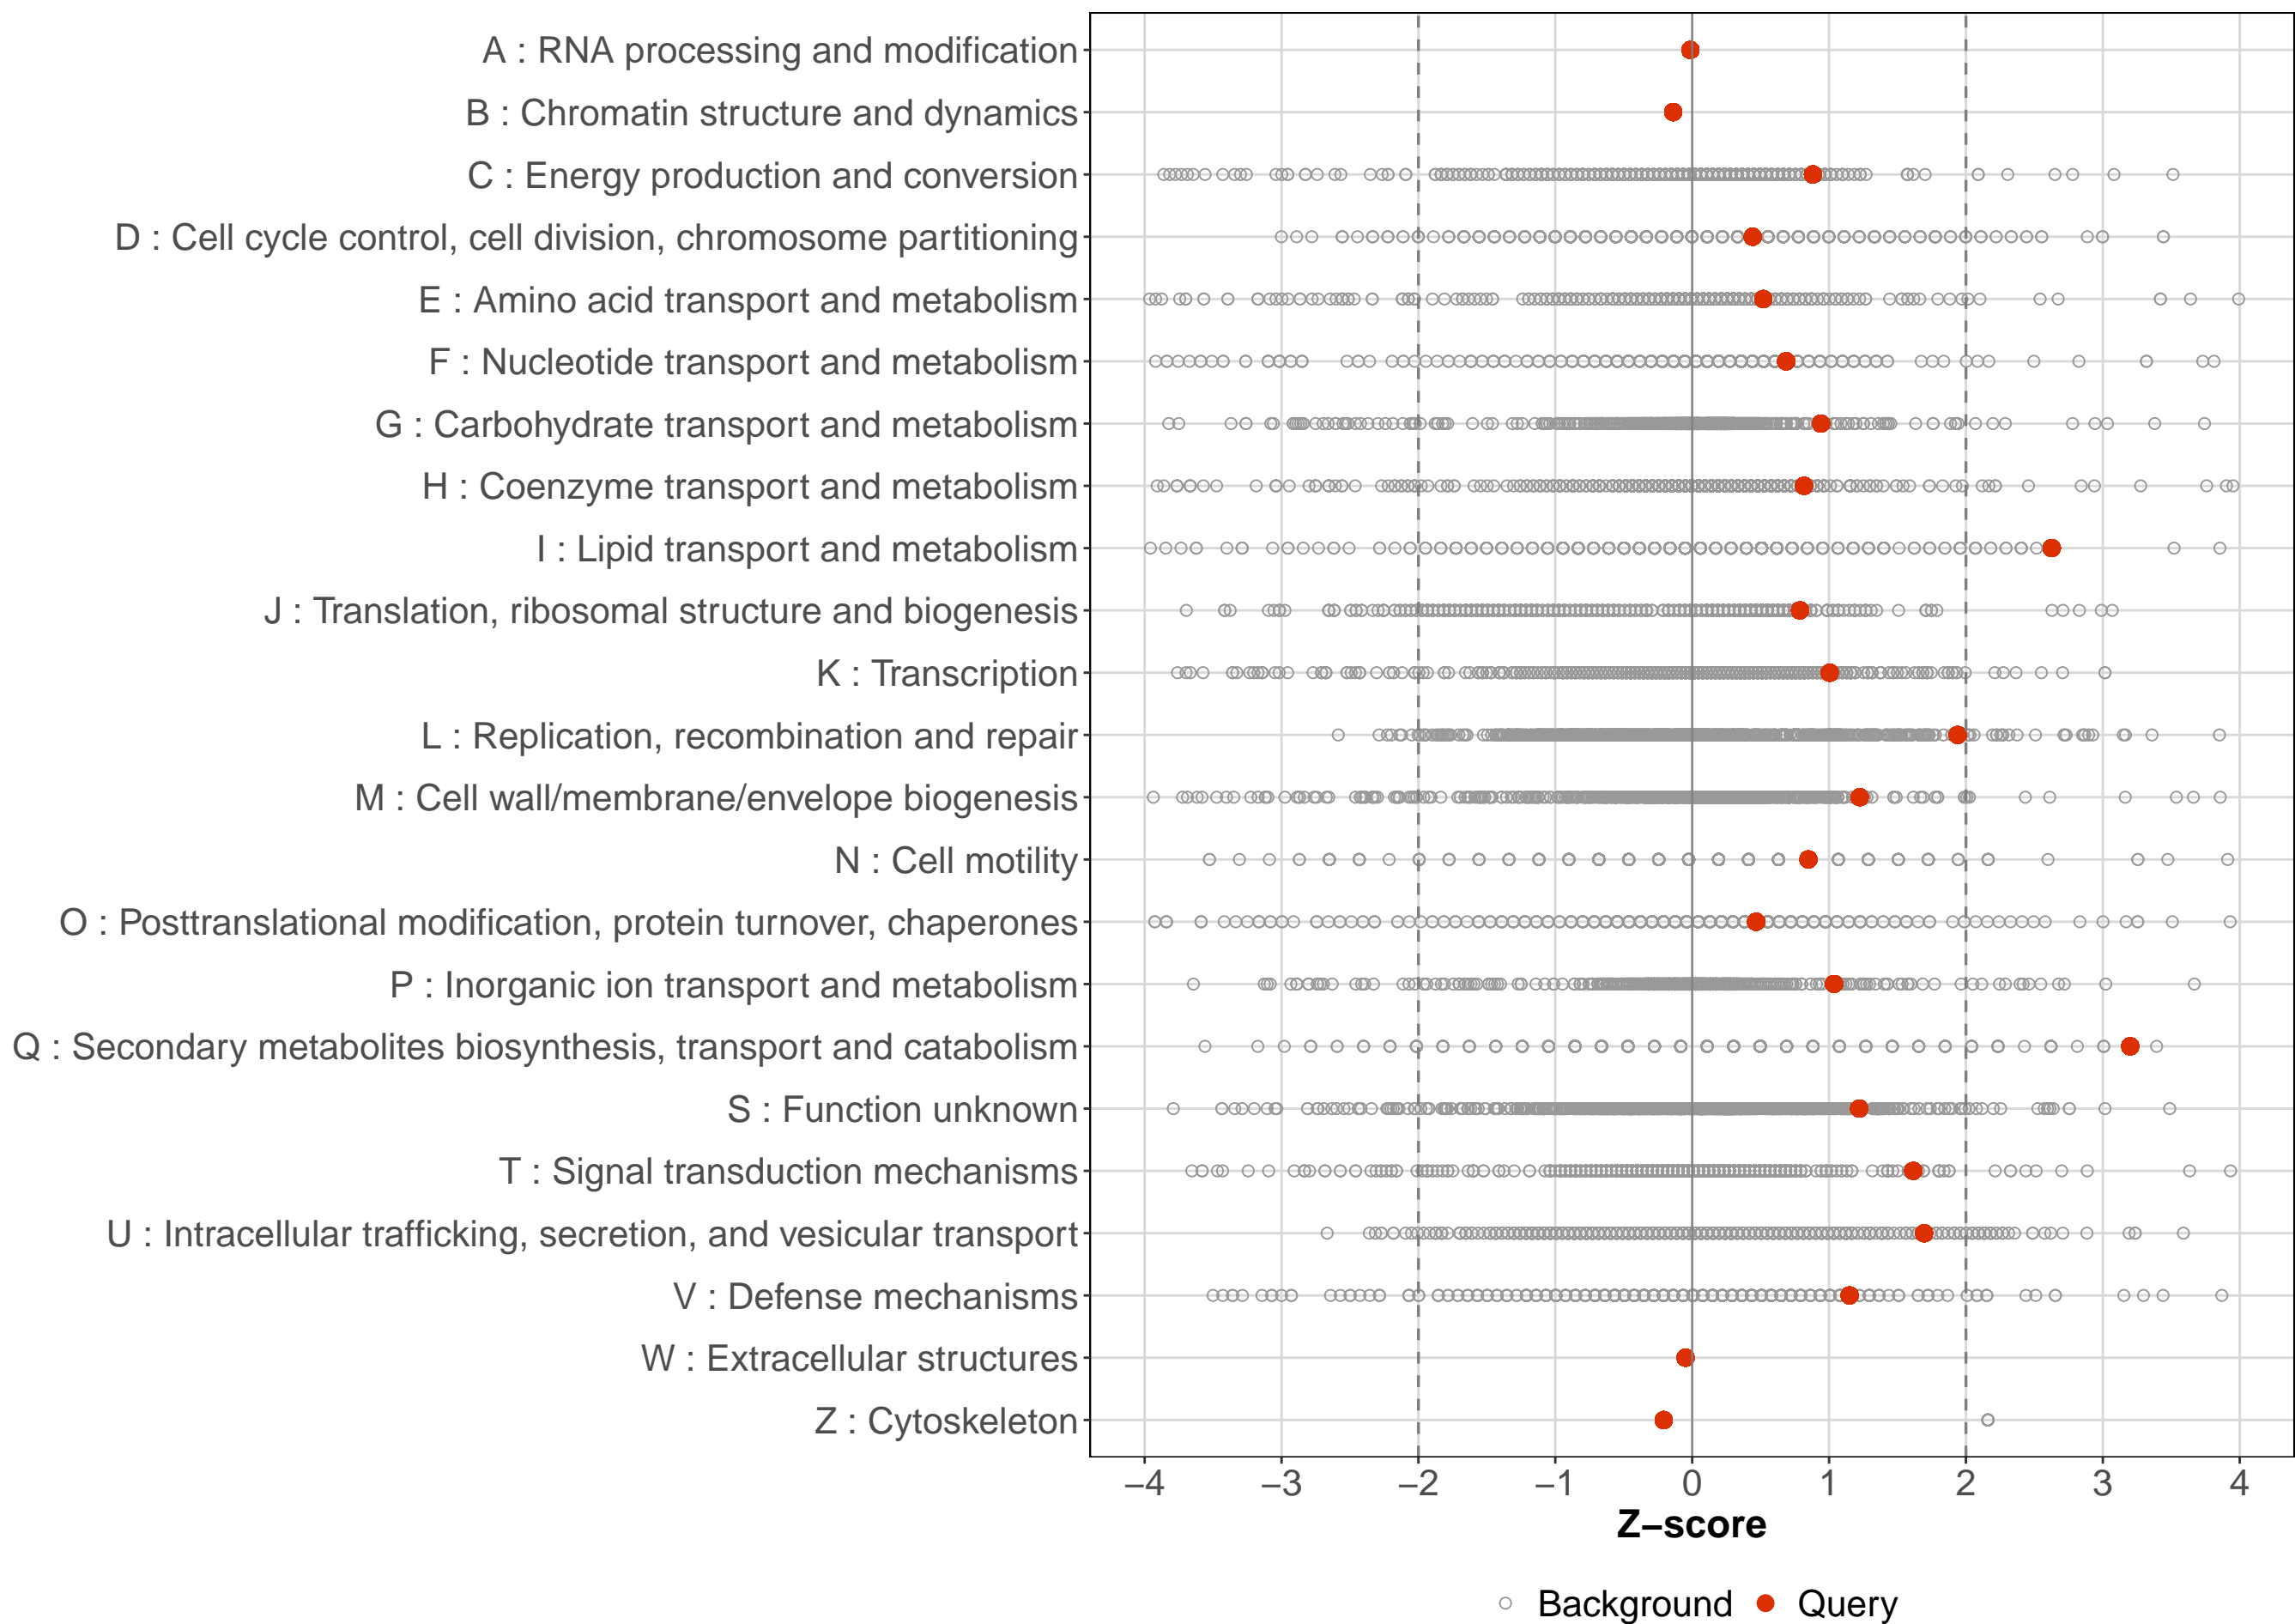 A : RNA processing and modification
B : Chromatin structure and dynamics
C : Energy production and conversion
D : Cell cycle control, cell division, chromosome partitioning
E : Amino acid transport and metabolism
F : Nucleotide transport and metabolism
G : Carbohydrate transport and metabolism
H : Coenzyme transport and metabolism
I : Lipid transport and metabolism
J : Translation, ribosomal structure and biogenesis
K : Transcription
L : Replication, recombination and repair
M : Cell wall/membrane/envelope biogenesis
N : Cell motility
O : Posttranslational modification, protein turnover, chaperones
P : Inorganic ion transport and metabolism
Q : Secondary metabolites biosynthesis, transport and catabolism
S : Function unknown
T : Signal transduction mechanisms
U : Intracellular trafficking, secretion, and vesicular transport
V : Defense mechanisms
W : Extracellular structures
Z : Cytoskeleton
−4 −3 −2 −1 0 1 2 3 4
Z−score
Background Query